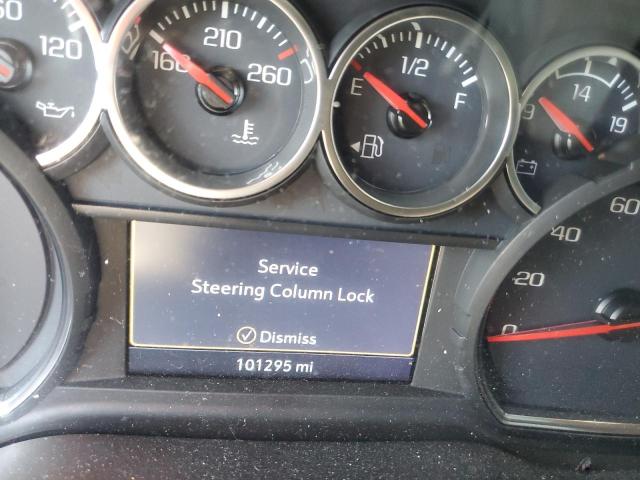 120
160
210
260
E
1/2
F
9
14
19
Service
Steering Column Lock
Dismiss
101295 mi
0
20
40
60